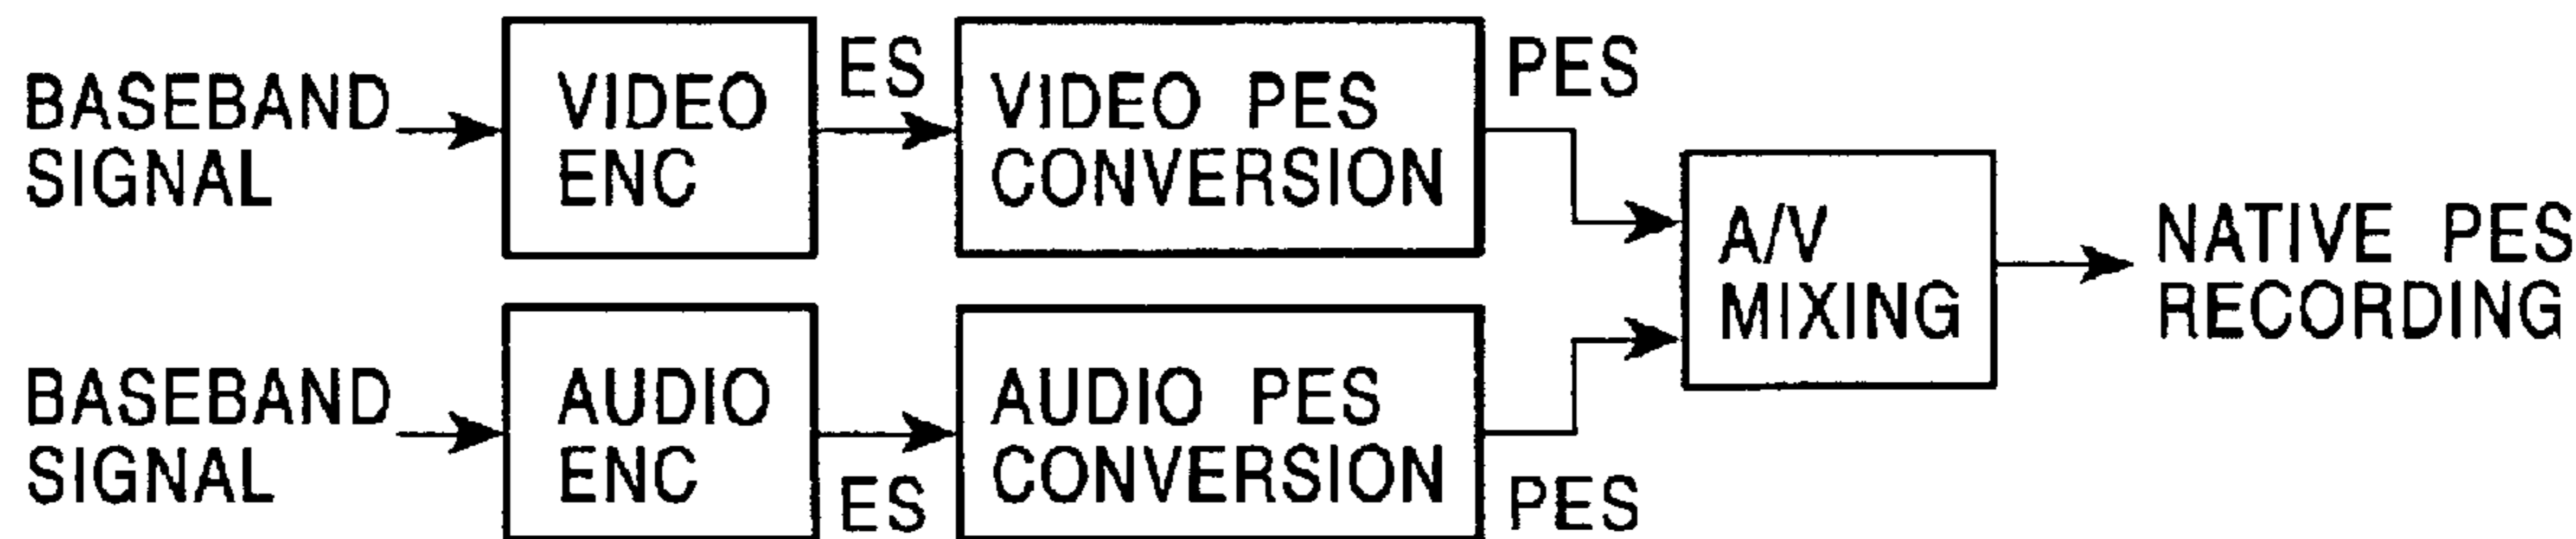 BASEBAND
SIGNAL
VIDEO
ENC
ES
VIDEO PES
CONVERSION
PES
BASEBAND
SIGNAL
AUDIO
ENC
ES
AUDIO PES
CONVERSION
PES
A/V
MIXING
NATIVE PES
RECORDING